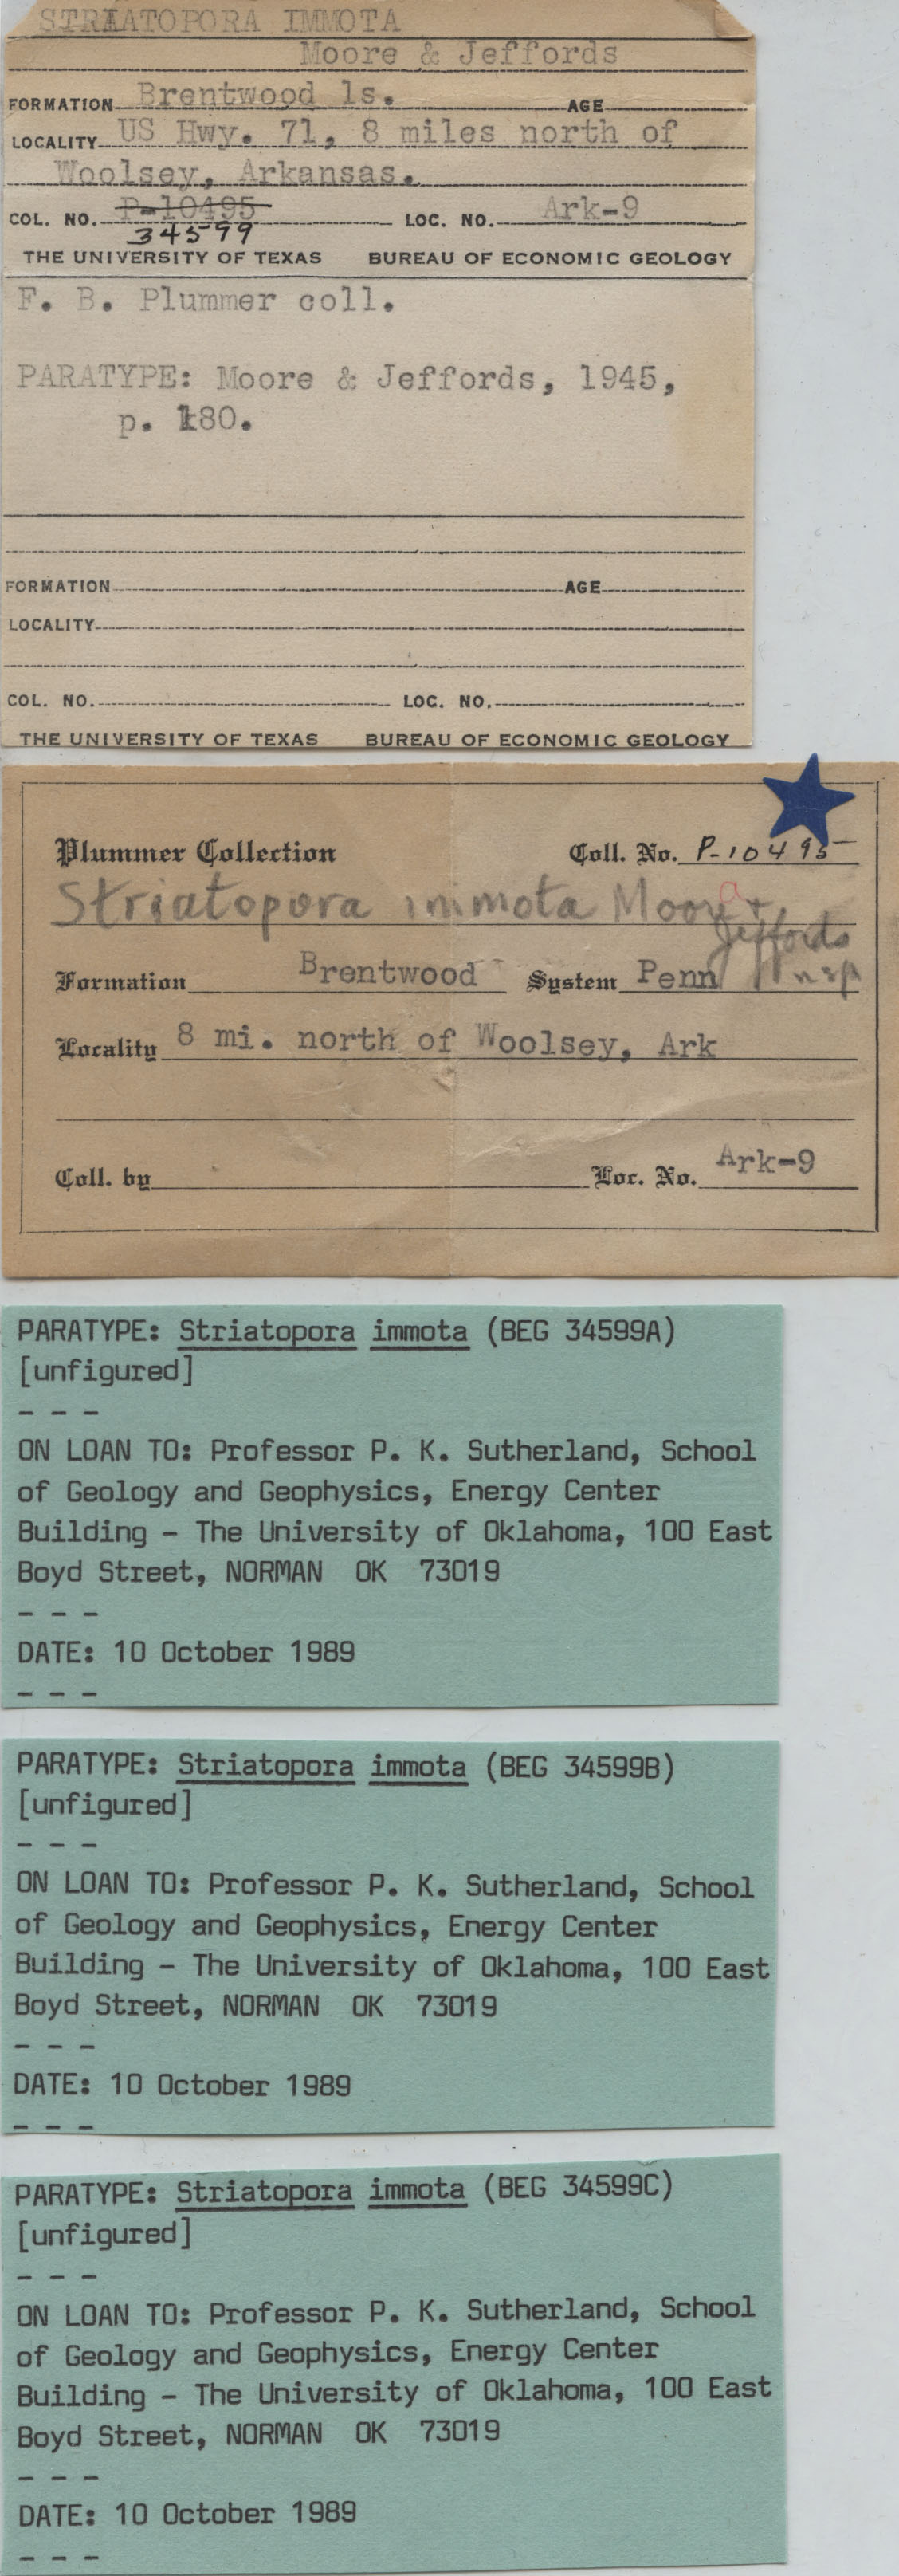 STRIATOPORA IMMOTA
Moore & Jeffords
FORMATION Brentwood ls. AGE
LOCALITY US Hwy. 71, 8 miles north of
Woolsey, Arkansas.
COL. NO. P-10495 LOC. NO. Ark-9
34599
THE UNIVERSITY OF TEXAS BUREAU OF ECONOMIC GEOLOGY
F. B. Plummer coll.
PARATYPE: Moore & Jeffords, 1945,
p. 180.
FORMATION AGE
LOCALITY
COL. NO. LOC. NO.
THE UNIVERSITY OF TEXAS BUREAU OF ECONOMIC GEOLOGY
Plummer Collection Coll. No. P-10495
Striatopora immota Moore +
Jeffords
Formation Brentwood System Penn n sp
Locality 8 mi. north of Woolsey, Ark
Coll. by Loc. No. Ark-9
PARATYPE: Striatopora immota (BEG 34599A)
[unfigured]
- - -
ON LOAN TO: Professor P. K. Sutherland, School
of Geology and Geophysics, Energy Center
Building - The University of Oklahoma, 100 East
Boyd Street, NORMAN OK 73019
- - -
DATE: 10 October 1989
- - -
PARATYPE: Striatopora immota (BEG 34599B)
[unfigured]
- - -
ON LOAN TO: Professor P. K. Sutherland, School
of Geology and Geophysics, Energy Center
Building - The University of Oklahoma, 100 East
Boyd Street, NORMAN OK 73019
- - -
DATE: 10 October 1989
- - -
PARATYPE: Striatopora immota (BEG 34599C)
[unfigured]
- - -
ON LOAN TO: Professor P. K. Sutherland, School
of Geology and Geophysics, Energy Center
Building - The University of Oklahoma, 100 East
Boyd Street, NORMAN OK 73019
- - -
DATE: 10 October 1989
- - -